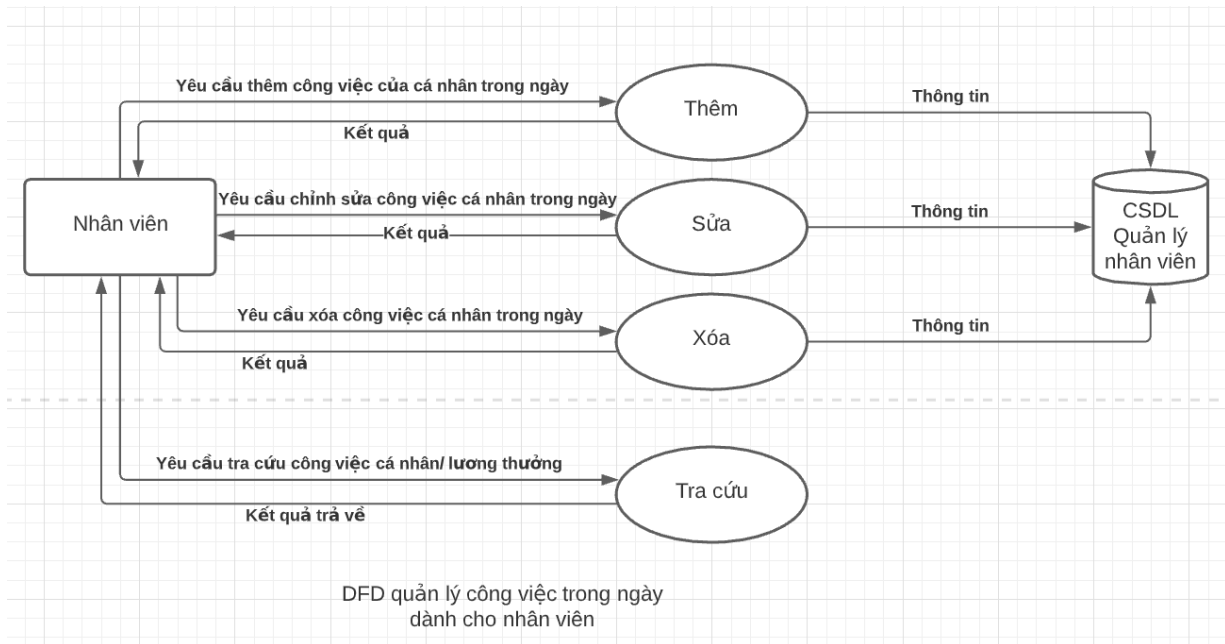 Yêu cầu thêm công việc của cá nhân trong ngày
Kết quả
Thêm
Thông tin
Nhân viên
Yêu cầu chỉnh sửa công việc cá nhân trong ngày
Kết quả
Sửa
Thông tin
CSDL
Quản lý
nhân viên
Yêu cầu xóa công việc cá nhân trong ngày
Kết quả
Xóa
Thông tin
Yêu cầu tra cứu công việc cá nhân/ lương thưởng
Kết quả trả về
Tra cứu
DFD quản lý công việc trong ngày
dành cho nhân viên